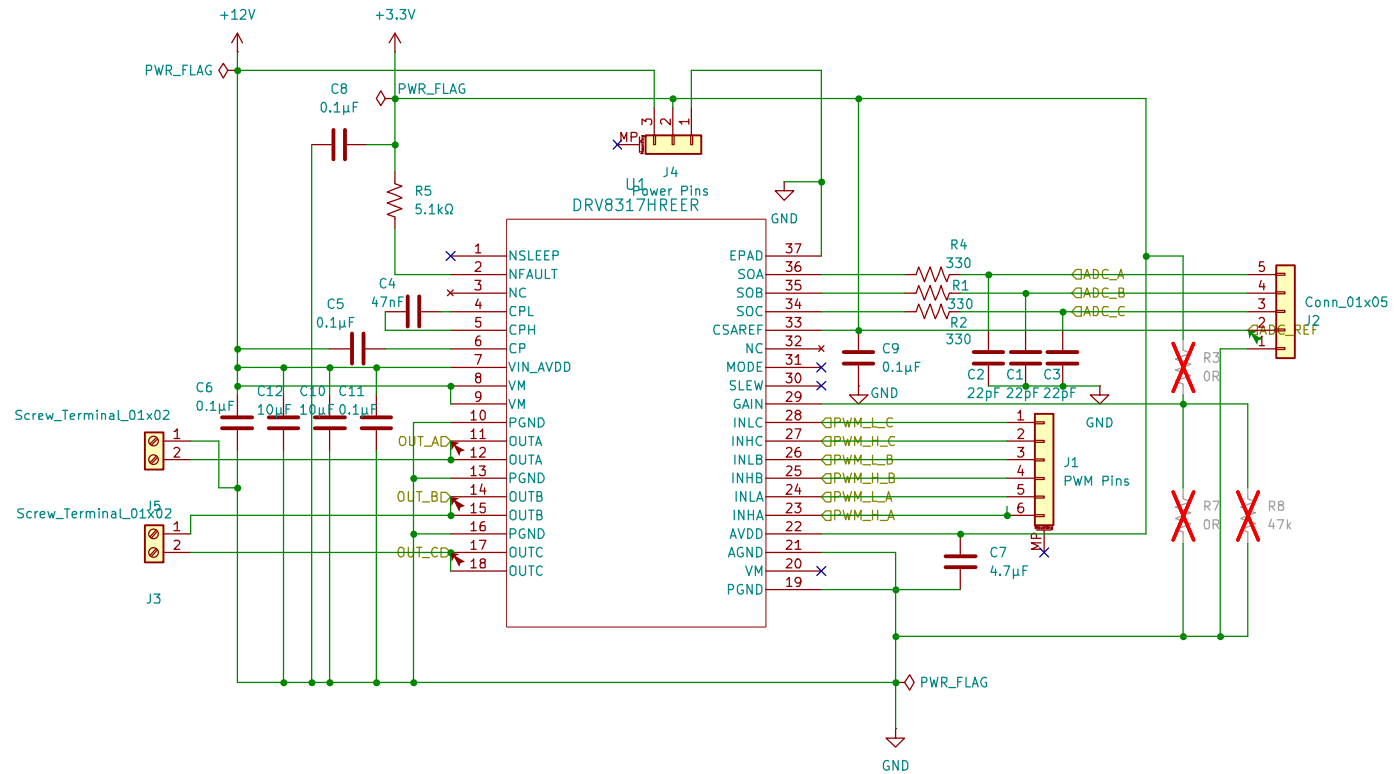 +12V
+3.3V
PWR_FLAG
C8
0.1µF
PWR_FLAG
3
2
1
MP
J4
Power Pins
U1
DRV8317HREER
GND
R5
5.1kΩ
1 NSLEEP
2 NFAULT
3 NC
4 CPL
5 CPH
6 CP
7 VIN_AVDD
8 VM
9 VM
10 PGND
11 OUTA
12 OUTA
13 PGND
14 OUTB
15 OUTB
16 PGND
17 OUTC
18 OUTC
EPAD 37
SOA 36
SOB 35
SOC 34
CSAREF 33
NC 32
MODE 31
SLEW 30
GAIN 29
INLC 28
INHC 27
INLB 26
INHB 25
INLA 24
INHA 23
AVDD 22
AGND 21
VM 20
PGND 19
C4
47nF
C5
0.1µF
C6
0.1µF
C12
10µF
C10
10µF
C11
0.1µF
Screw_Terminal_01x02
1
2
J5
Screw_Terminal_01x02
1
2
J3
OUT_A
OUT_B
OUT_C
R4
330
R1
330
R2
330
ADC_A
ADC_B
ADC_C
ADC_REF
5
4
3
2
1
Conn_01x05
J2
C9
0.1µF
GND
C2
22pF
C1
22pF
C3
22pF
GND
R3
0R
PWM_L_C
PWM_H_C
PWM_L_B
PWM_H_B
PWM_L_A
PWM_H_A
1
2
3
4
5
6
J1
PWM Pins
MP
R7
0R
R8
47k
C7
4.7µF
PWR_FLAG
GND